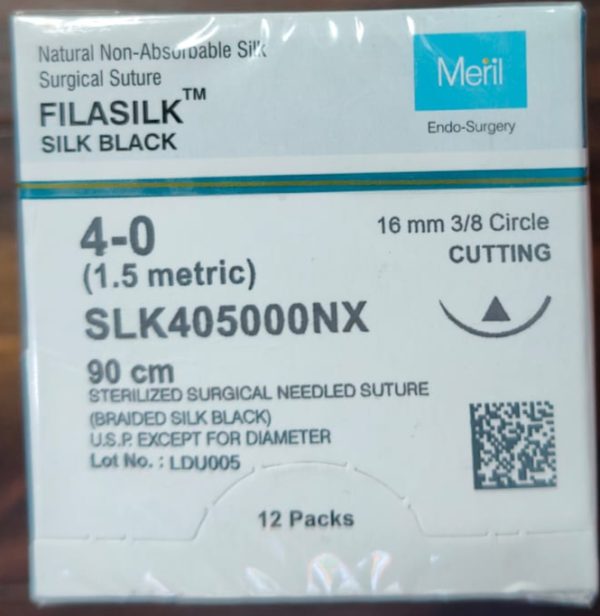 Natural Non-Absorbable Silk
Surgical Suture
FILASILK™
SILK BLACK
Meril
Endo-Surgery
4-0
(1.5 metric)
SLK405000NX
90 cm
16 mm 3/8 Circle
CUTTING
STERILIZED SURGICAL NEEDLED SUTURE
(BRAIDED SILK BLACK)
U.S.P. EXCEPT FOR DIAMETER
Lot No. : LDU005
12 Packs